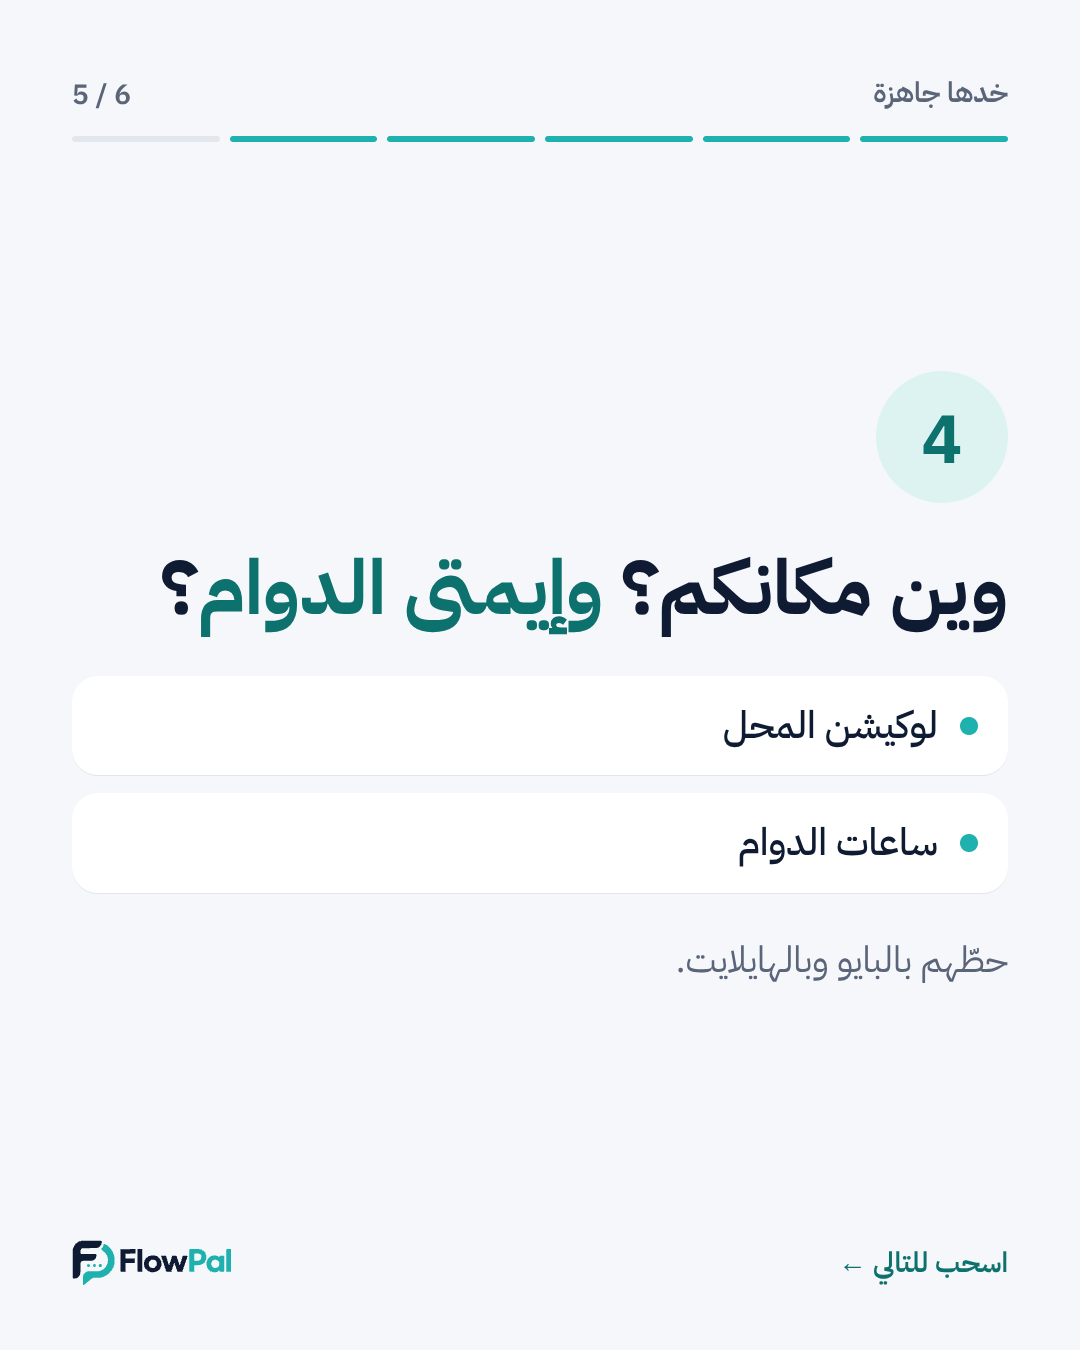 خدها جاهزة
5 / 6
4
وين مكانكم؟ وإيمتى الدوام؟
لوكيشن المحل
ساعات الدوام
حطّهم بالبايو وبالهايلايت.
اسحب للتالي ←
FlowPal